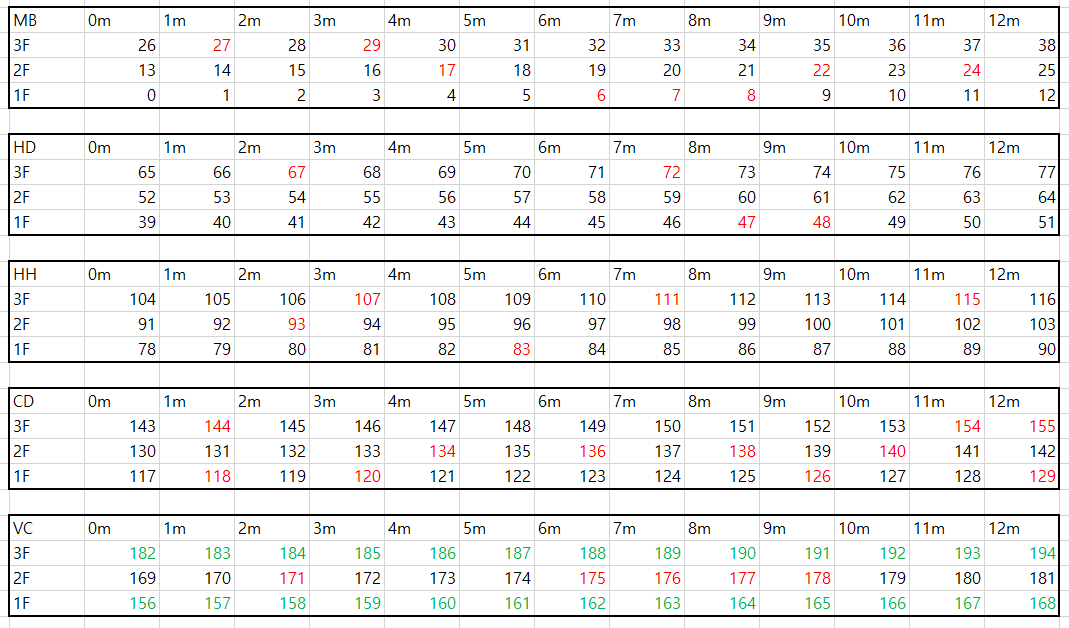 MB 0m 1m 2m 3m 4m 5m 6m 7m 8m 9m 10m 11m 12m
3F 26 27 28 29 30 31 32 33 34 35 36 37 38
2F 13 14 15 16 17 18 19 20 21 22 23 24 25
1F 0 1 2 3 4 5 6 7 8 9 10 11 12
HD 0m 1m 2m 3m 4m 5m 6m 7m 8m 9m 10m 11m 12m
3F 65 66 67 68 69 70 71 72 73 74 75 76 77
2F 52 53 54 55 56 57 58 59 60 61 62 63 64
1F 39 40 41 42 43 44 45 46 47 48 49 50 51
HH 0m 1m 2m 3m 4m 5m 6m 7m 8m 9m 10m 11m 12m
3F 104 105 106 107 108 109 110 111 112 113 114 115 116
2F 91 92 93 94 95 96 97 98 99 100 101 102 103
1F 78 79 80 81 82 83 84 85 86 87 88 89 90
CD 0m 1m 2m 3m 4m 5m 6m 7m 8m 9m 10m 11m 12m
3F 143 144 145 146 147 148 149 150 151 152 153 154 155
2F 130 131 132 133 134 135 136 137 138 139 140 141 142
1F 117 118 119 120 121 122 123 124 125 126 127 128 129
VC 0m 1m 2m 3m 4m 5m 6m 7m 8m 9m 10m 11m 12m
3F 182 183 184 185 186 187 188 189 190 191 192 193 194
2F 169 170 171 172 173 174 175 176 177 178 179 180 181
1F 156 157 158 159 160 161 162 163 164 165 166 167 168